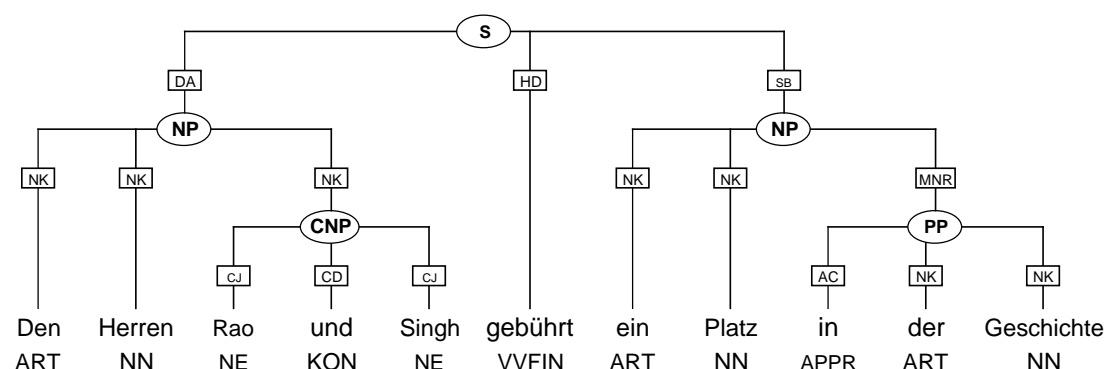 S
DA HD SB
NP NP
NK NK NK NK NK MNR
CNP PP
CJ CD CJ AC NK NK
Den Herren Rao und Singh gebührt ein Platz in der Geschichte
ART NN NE KON NE VVFIN ART NN APPR ART NN